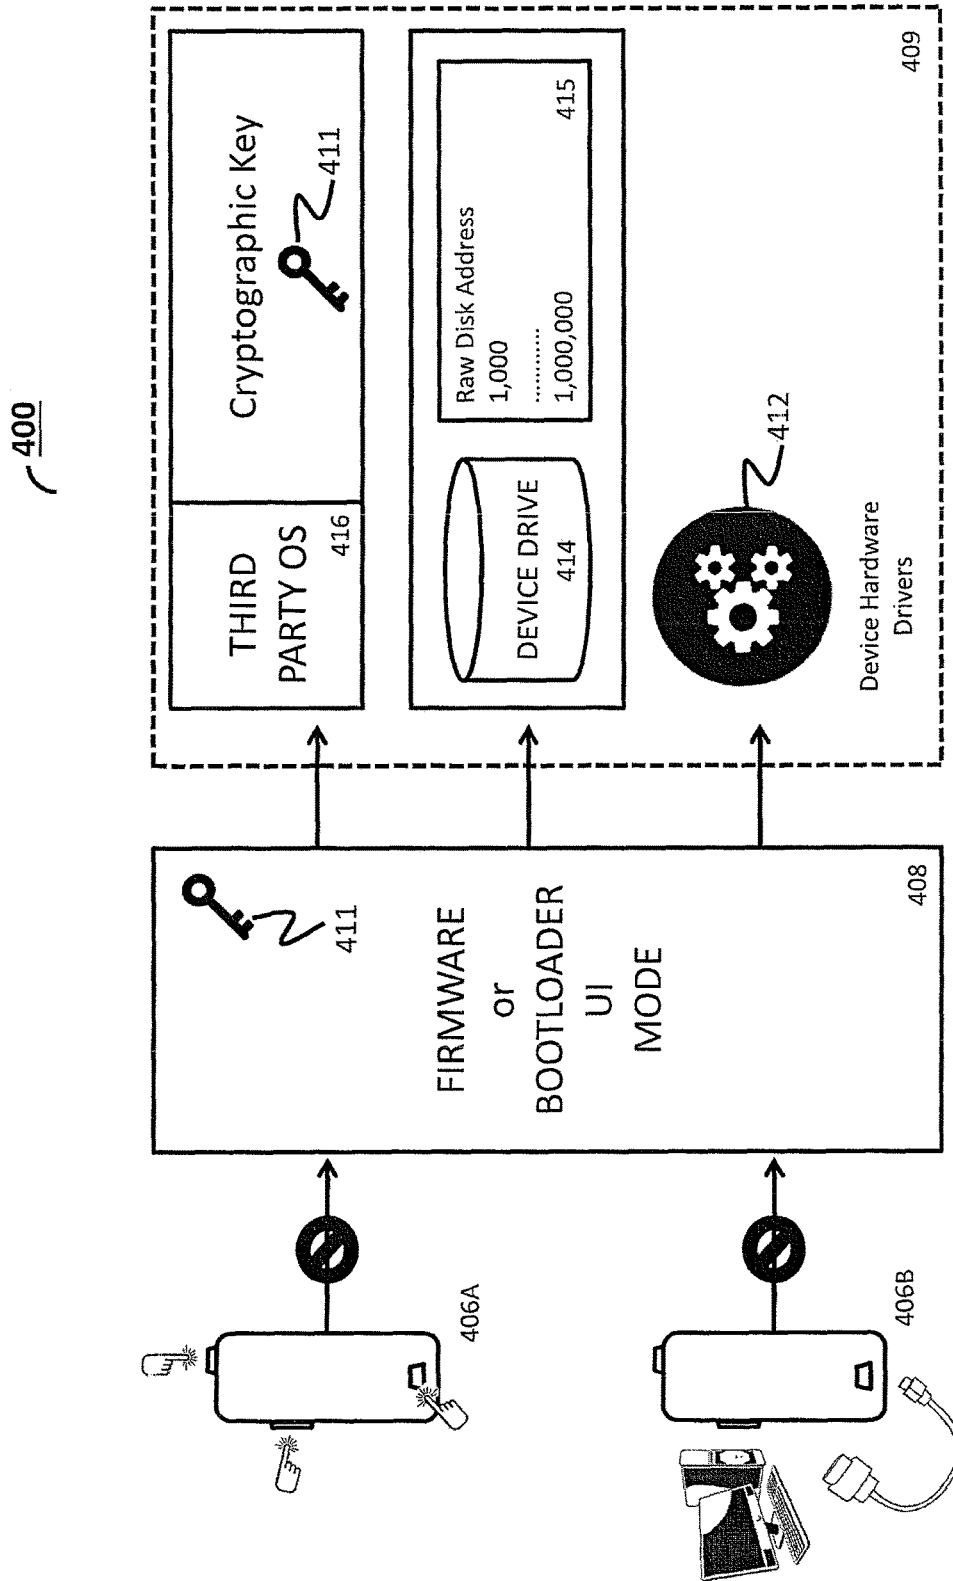 400
406A
406B
FIRMWARE
or
BOOTLOADER
UI
MODE
411
408
THIRD
PARTY OS
416
Cryptographic Key
411
DEVICE DRIVE
414
Raw Disk Address
1,000
............
1,000,000
415
412
Device Hardware
Drivers
409